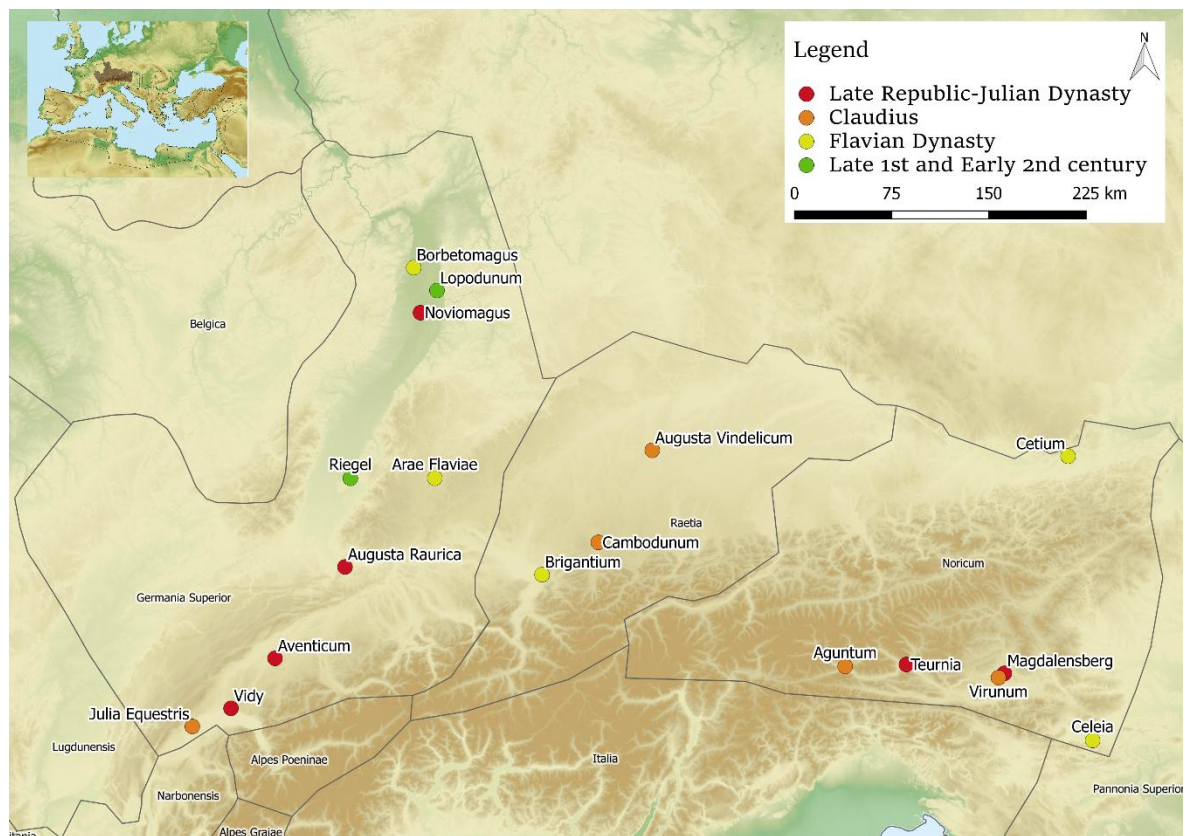 Legend
N
Late Republic-Julian Dynasty
Claudius
Flavian Dynasty
Late 1st and Early 2nd century
0 75 150 225 km
Borbetomagus
Lopodunum
Noviomagus
Belgica
Augusta Vindelicum
Cetium
Riegel
Arae Flaviae
Raetia
Cambodunum
Augusta Raurica
Brigantium
Noricum
Germania Superior
Aventicum
Aguntum
Teurnia
Magdalensberg
Virunum
Vidy
Julia Equestris
Celeia
Lugdunensis
Alpes Poeninae
Italia
Narbonensis
Pannonia Superior
Alpes Graiae